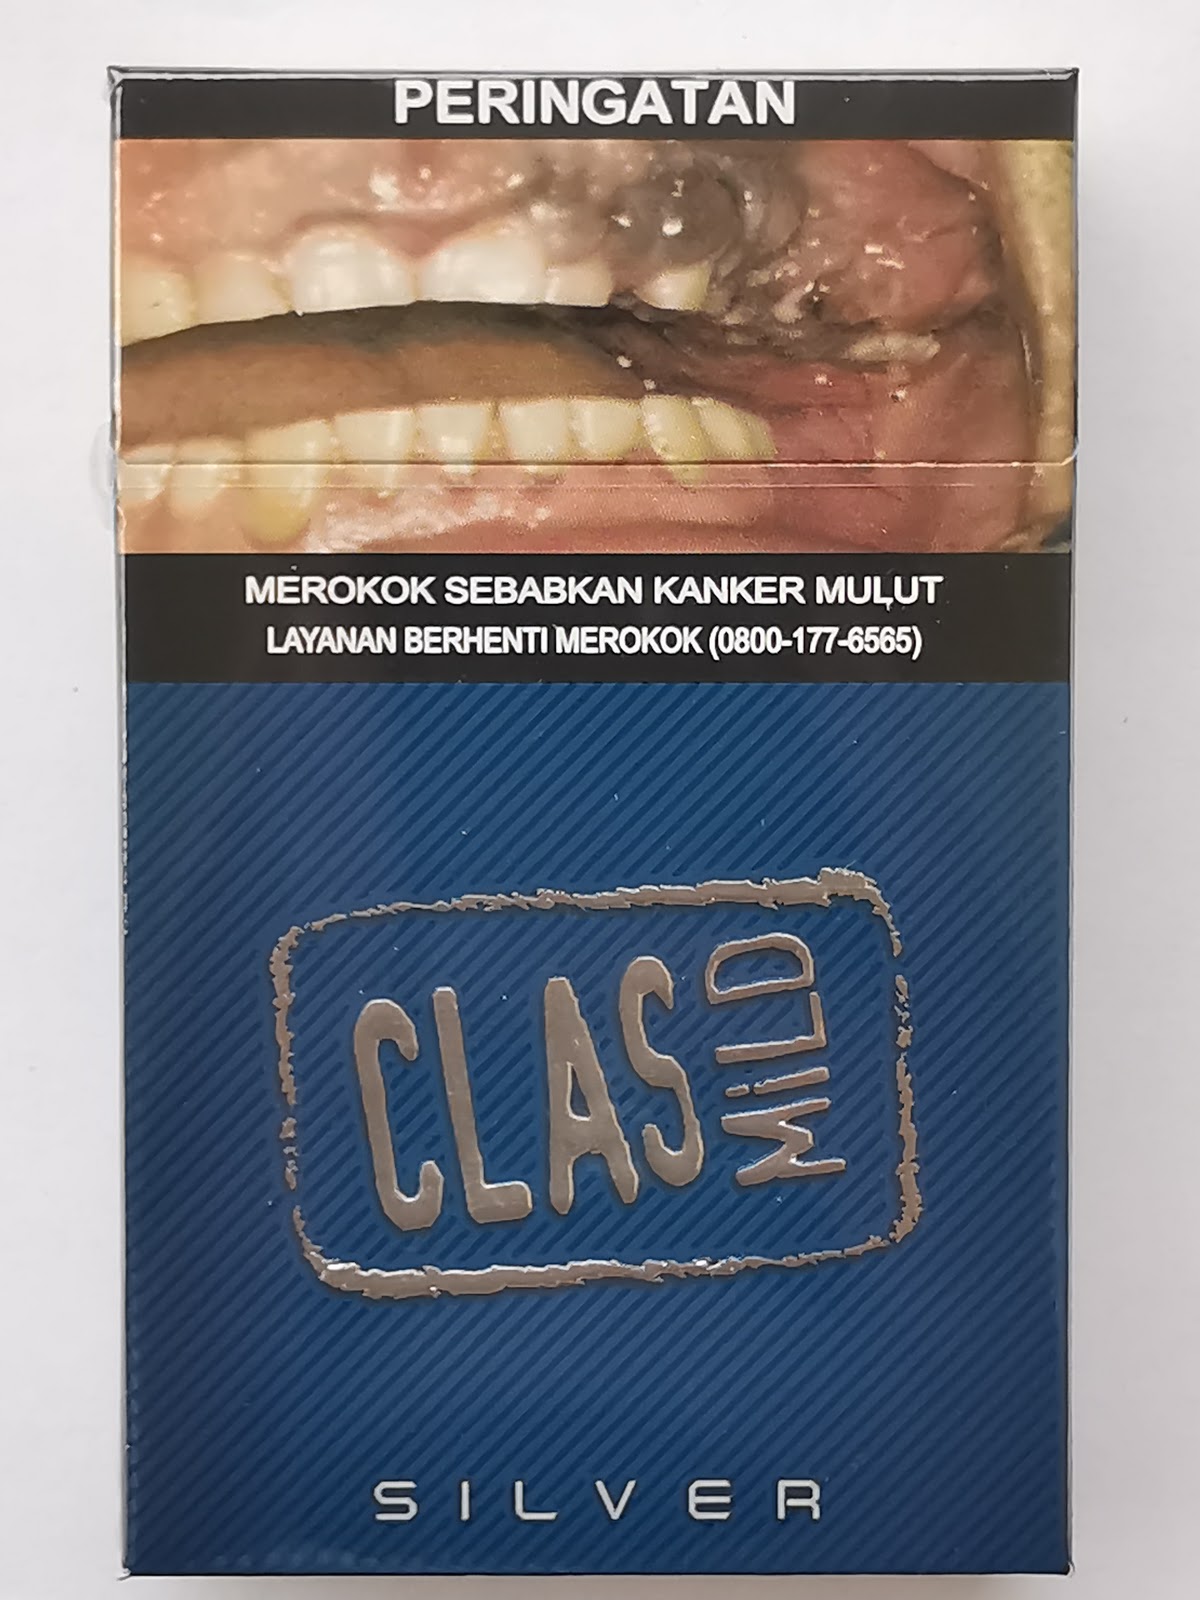 PERINGATAN
MEROKOK SEBABKAN KANKER MULUT
LAYANAN BERHENTI MEROKOK (0800-177-6565)
CLAS
MiLD
SILVER